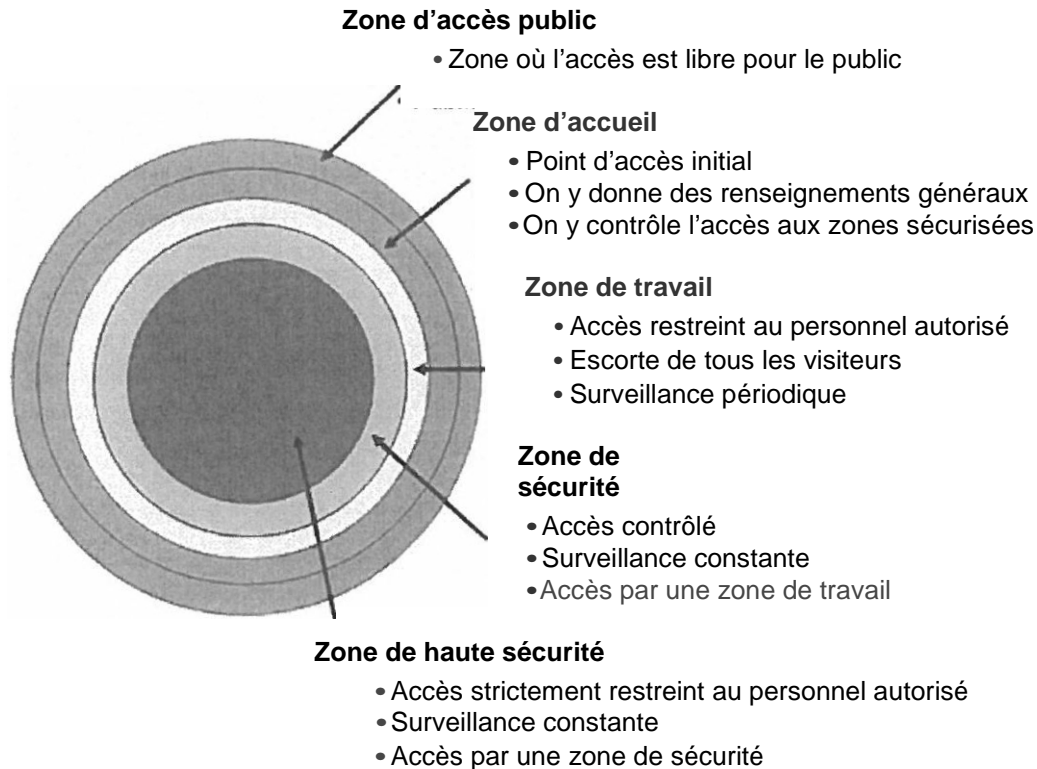 Zone d'accès public
• Zone où l'accès est libre pour le public
Zone d'accueil
• Point d'accès initial
• On y donne des renseignements généraux
• On y contrôle l'accès aux zones sécurisées
Zone de travail
• Accès restreint au personnel autorisé
• Escorte de tous les visiteurs
• Surveillance périodique
Zone de
sécurité
• Accès contrôlé
• Surveillance constante
• Accès par une zone de travail
Zone de haute sécurité
• Accès strictement restreint au personnel autorisé
• Surveillance constante
• Accès par une zone de sécurité